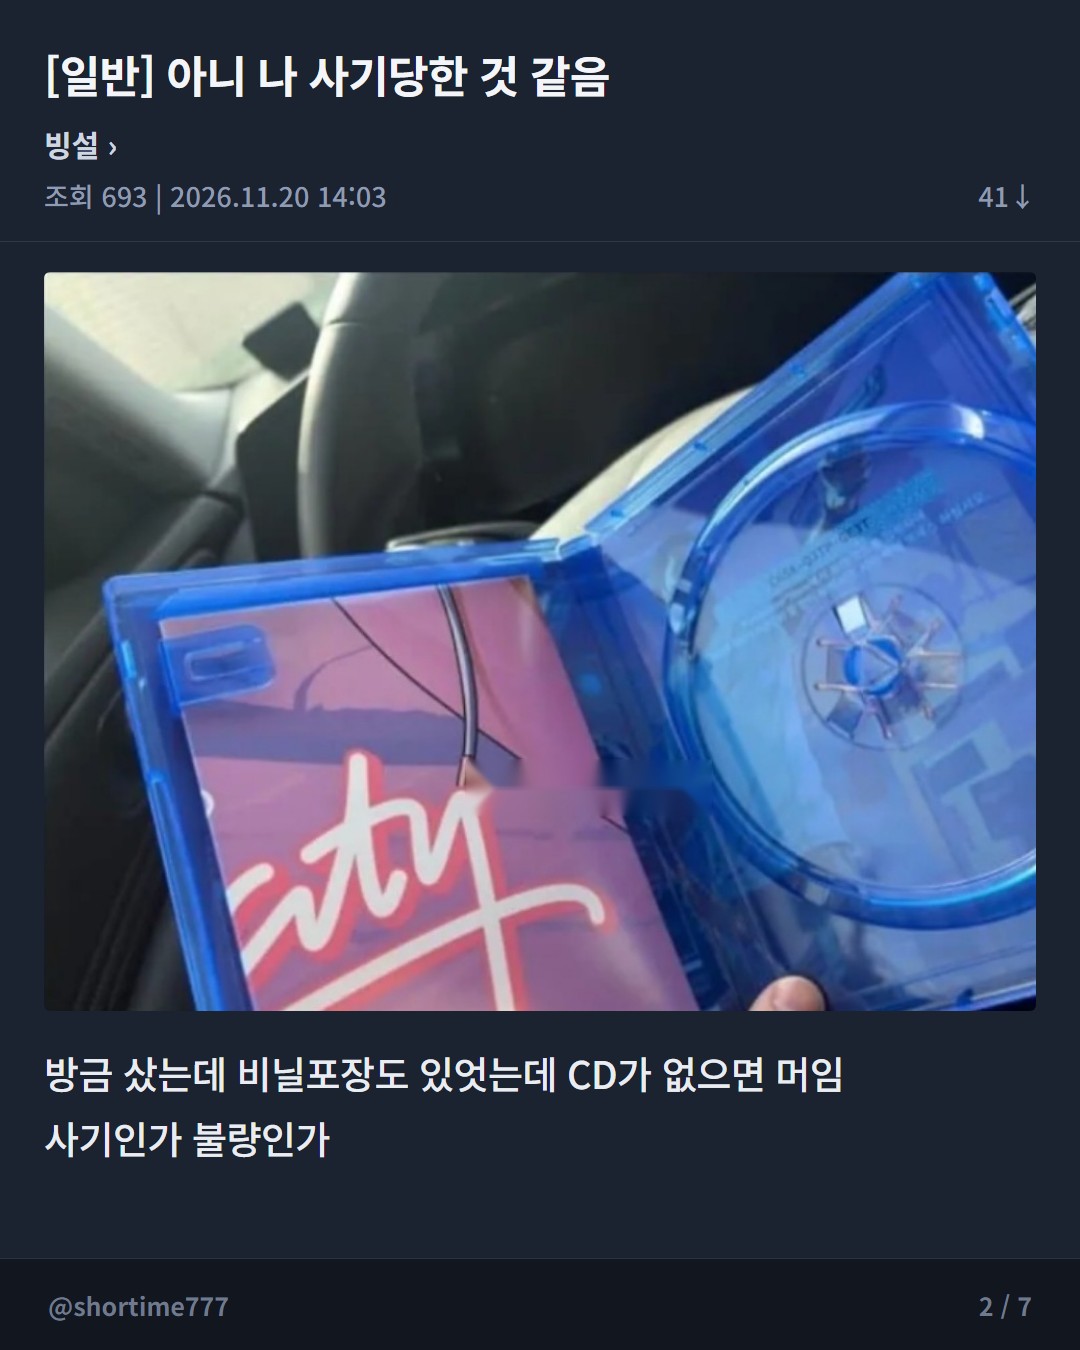 [일반] 아니 나 사기당한 것 같음
빙설 ›
조회 693 | 2026.11.20 14:03
41↓
city
방금 샀는데 비닐포장도 있엇는데 CD가 없으면 머임
사기인가 불량인가
@shortime777
2 / 7